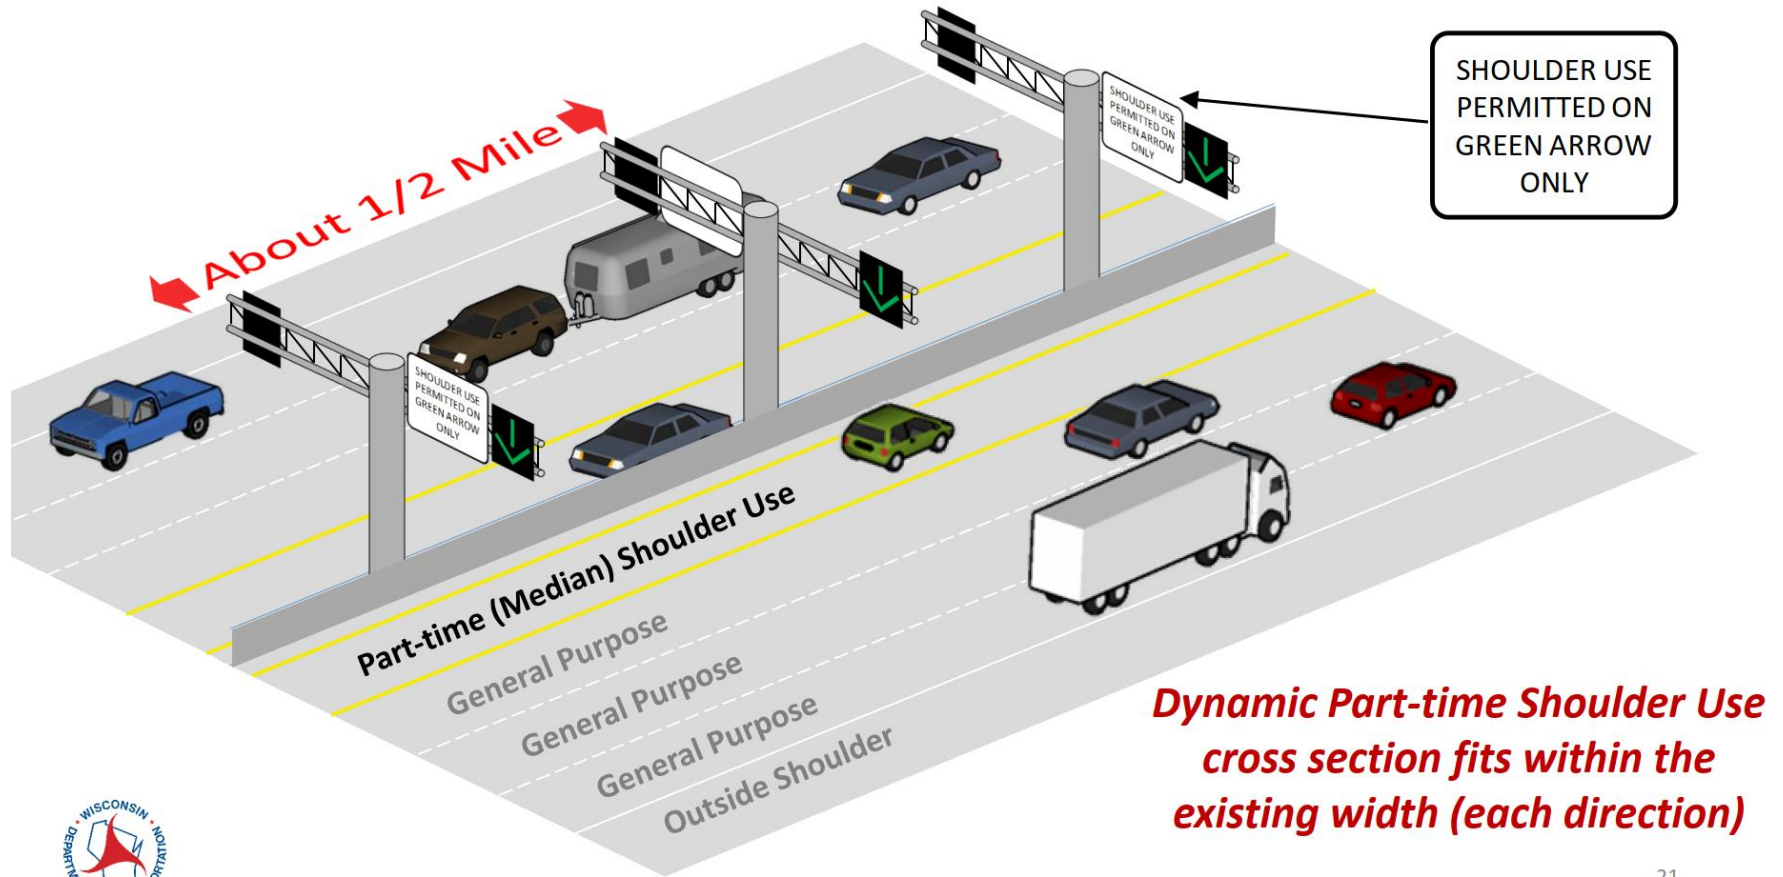 SHOULDER USE
PERMITTED ON
GREEN ARROW
ONLY
SHOULDER USE
PERMITTED ON
GREEN ARROW
ONLY
About 1/2 Mile
SHOULDER USE
PERMITTED ON
GREEN ARROW
ONLY
Part-time (Median) Shoulder Use
General Purpose
General Purpose
General Purpose
Outside Shoulder
Dynamic Part-time Shoulder Use
cross section fits within the
existing width (each direction)
WISCONSIN
21